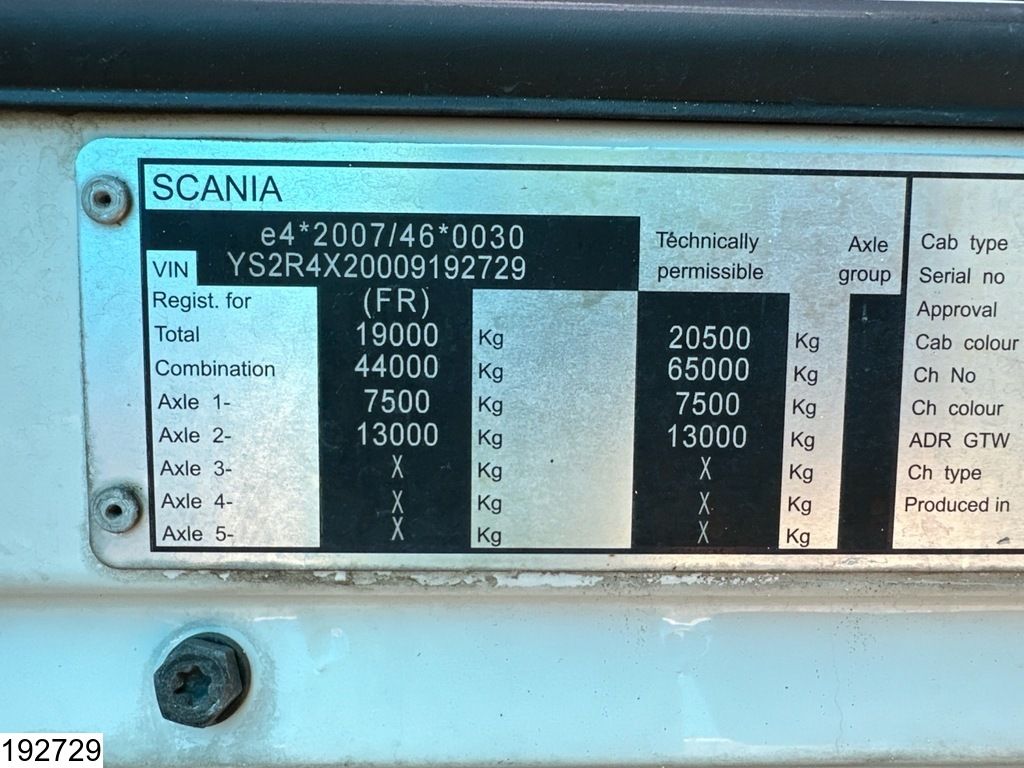 SCANIA
e4*2007/46*0030
VIN YS2R4X20009192729
Technically permissible
Axle group
Regist. for (FR)
Total 19000 Kg 20500 Kg
Combination 44000 Kg 65000 Kg
Axle 1- 7500 Kg 7500 Kg
Axle 2- 13000 Kg 13000 Kg
Axle 3- X Kg X Kg
Axle 4- X Kg X Kg
Axle 5- X Kg X Kg
Cab type
Serial no
Approval
Cab colour
Ch No
Ch colour
ADR GTW
Ch type
Produced in
192729